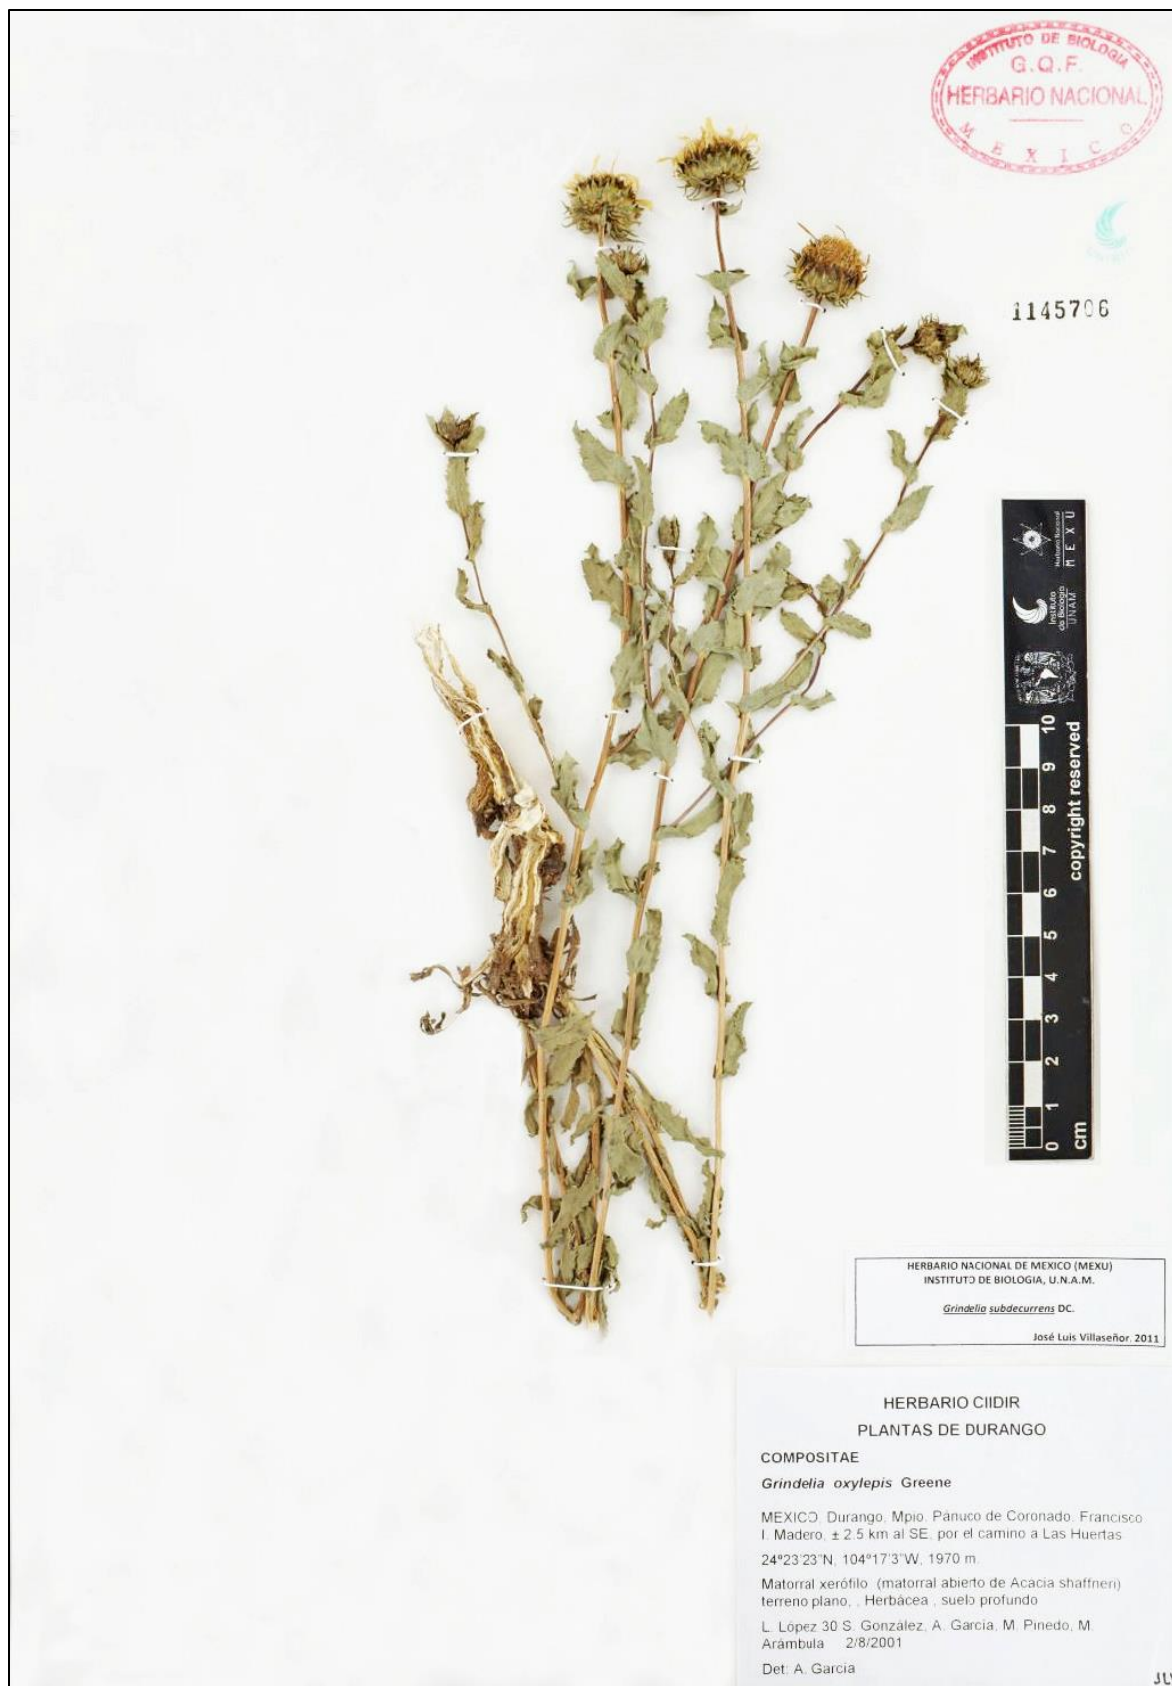 INSTITUTO DE BIOLOGIA
G.Q.F.
HERBARIO NACIONAL
MEXICO
1145706
Herbario Nacional
MEXU
Instituto
de Biología
UNAM
10
9
8
7
6
5
4
3
2
1
0
cm
copyright reserved
HERBARIO NACIONAL DE MEXICO (MEXU)
INSTITUTO DE BIOLOGIA, U.N.A.M.
Grindelia subdecurrens DC.
José Luis Villaseñor. 2011
HERBARIO CIIDIR
PLANTAS DE DURANGO
COMPOSITAE
Grindelia oxylepis Greene
MEXICO, Durango, Mpio. Pánuco de Coronado. Francisco
I. Madero, ± 2.5 km al SE, por el camino a Las Huertas
24º23'23"N, 104º17'3"W, 1970 m.
Matorral xerófilo (matorral abierto de Acacia shaffneri)
terreno plano, , Herbácea , suelo profundo
L. López 30 S. González, A. García, M. Pinedo, M.
Arámbula 2/8/2001
Det: A. García